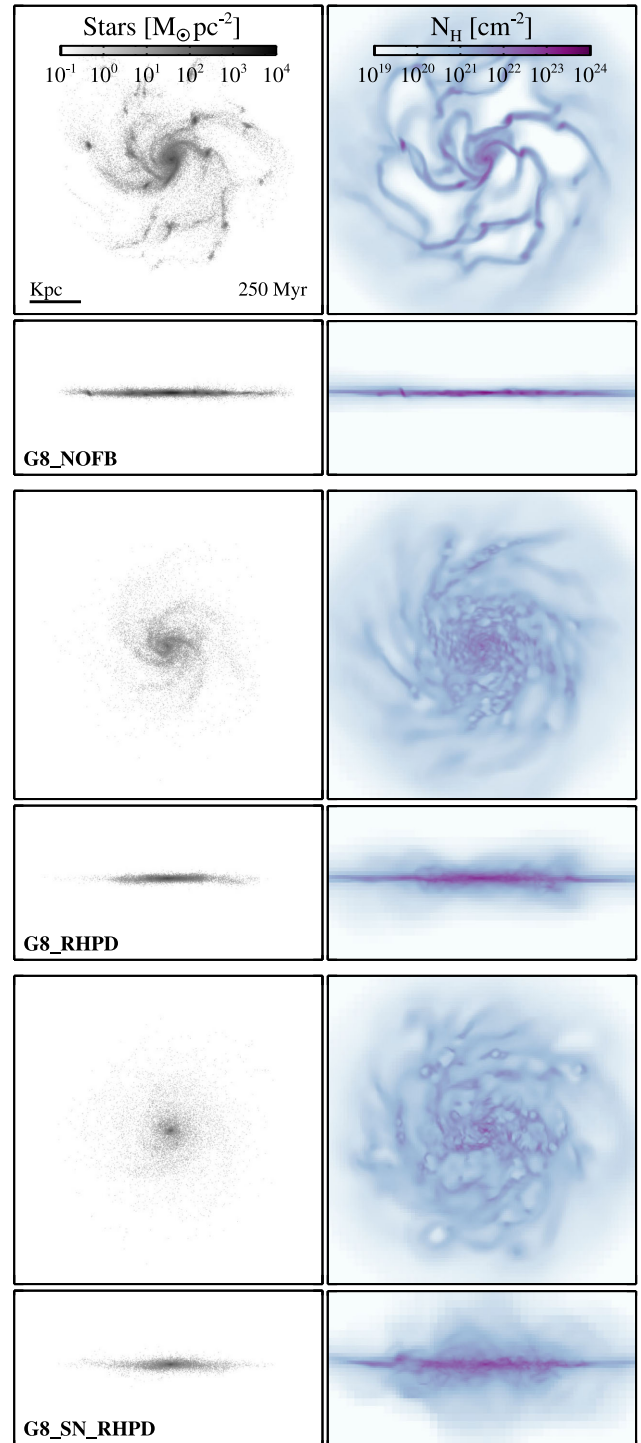 Stars [M⊙ pc⁻²]
10⁻¹ 10⁰ 10¹ 10² 10³ 10⁴
N_H [cm⁻²]
10¹⁹ 10²⁰ 10²¹ 10²² 10²³ 10²⁴
Kpc 250 Myr
G8_NOFB
G8_RHPD
G8_SN_RHPD